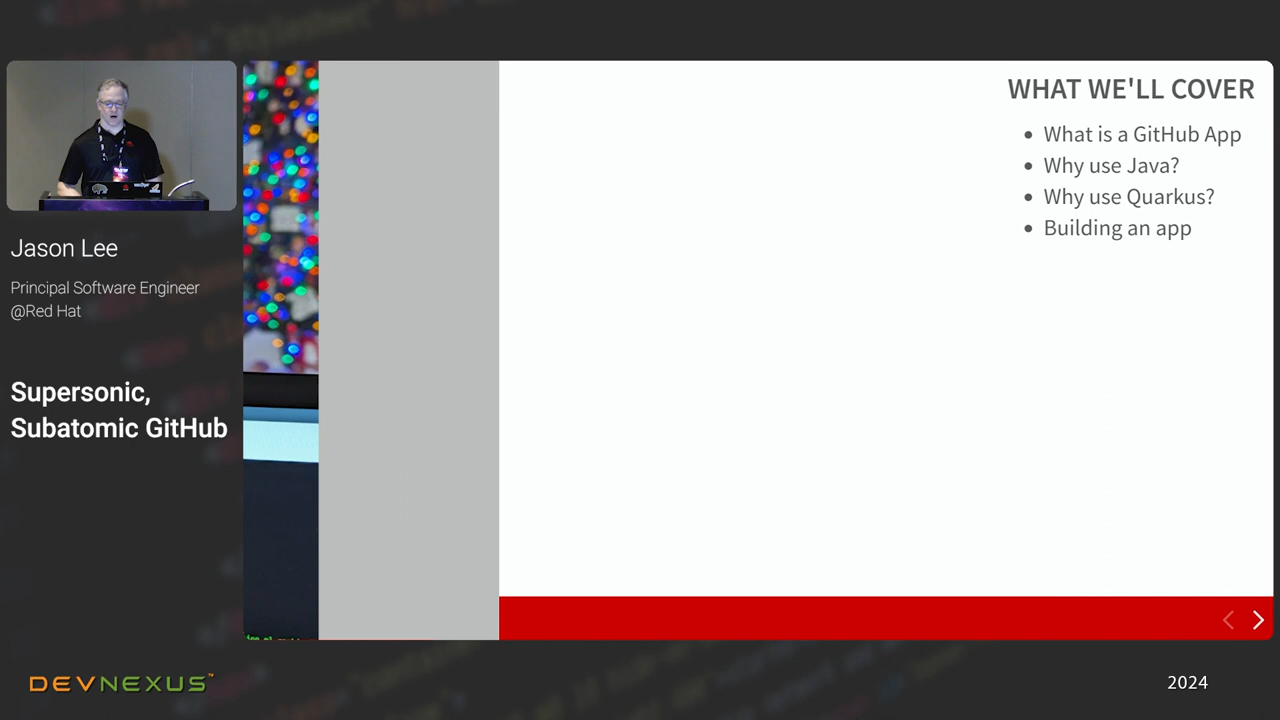 Jason Lee
Principal Software Engineer
@Red Hat
Supersonic,
Subatomic GitHub
WHAT WE'LL COVER
• What is a GitHub App
• Why use Java?
• Why use Quarkus?
• Building an app
DEVNEXUS™
2024